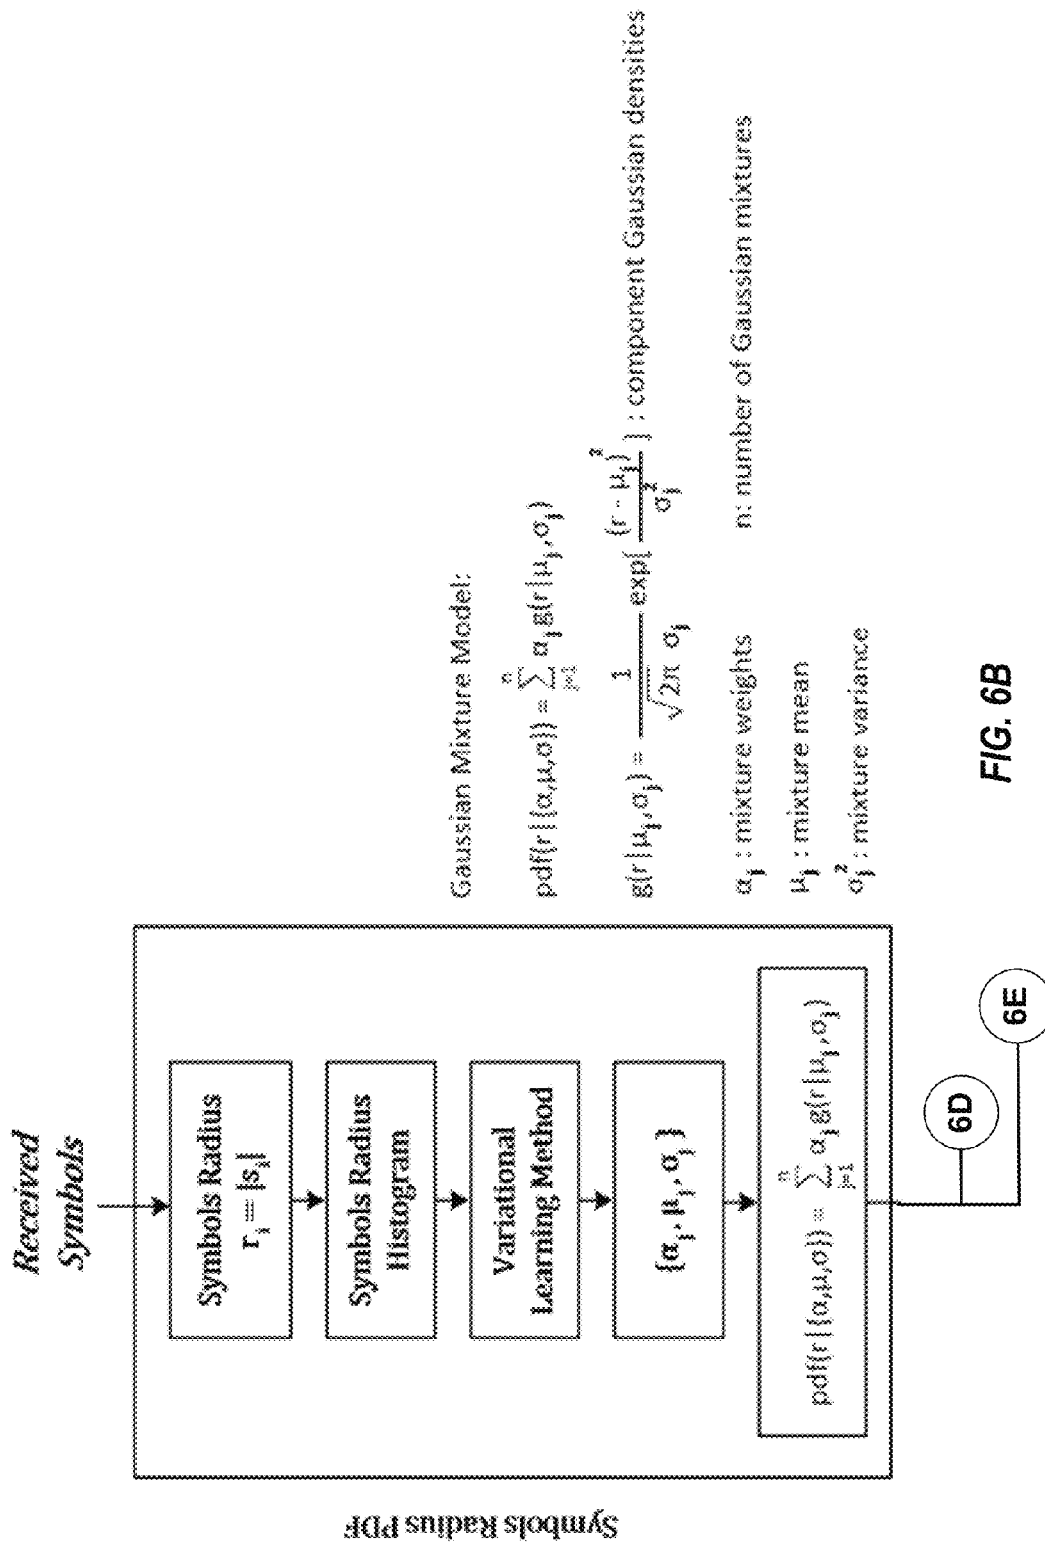 Received
Symbols
Symbols Radius PDF
Symbols Radius
rᵢ = |sᵢ|
Symbols Radius
Histogram
Variational
Learning Method
{αⱼ, μⱼ, σⱼ}
pdf(r|{α,μ,σ}) = Σⱼ₌₁ⁿ αⱼ g(r|μⱼ,σⱼ)
6D
6E
Gaussian Mixture Model:
pdf(r|{α,μ,σ}) = Σⱼ₌₁ⁿ αⱼ g(r|μⱼ,σⱼ)
g(r|μⱼ,σⱼ) = 1/(√2π σⱼ) exp[ (r - μⱼ)²/σⱼ² ] : component Gaussian densities
αⱼ : mixture weights n: number of Gaussian mixtures
μⱼ : mixture mean
σⱼ² : mixture variance
FIG. 6B